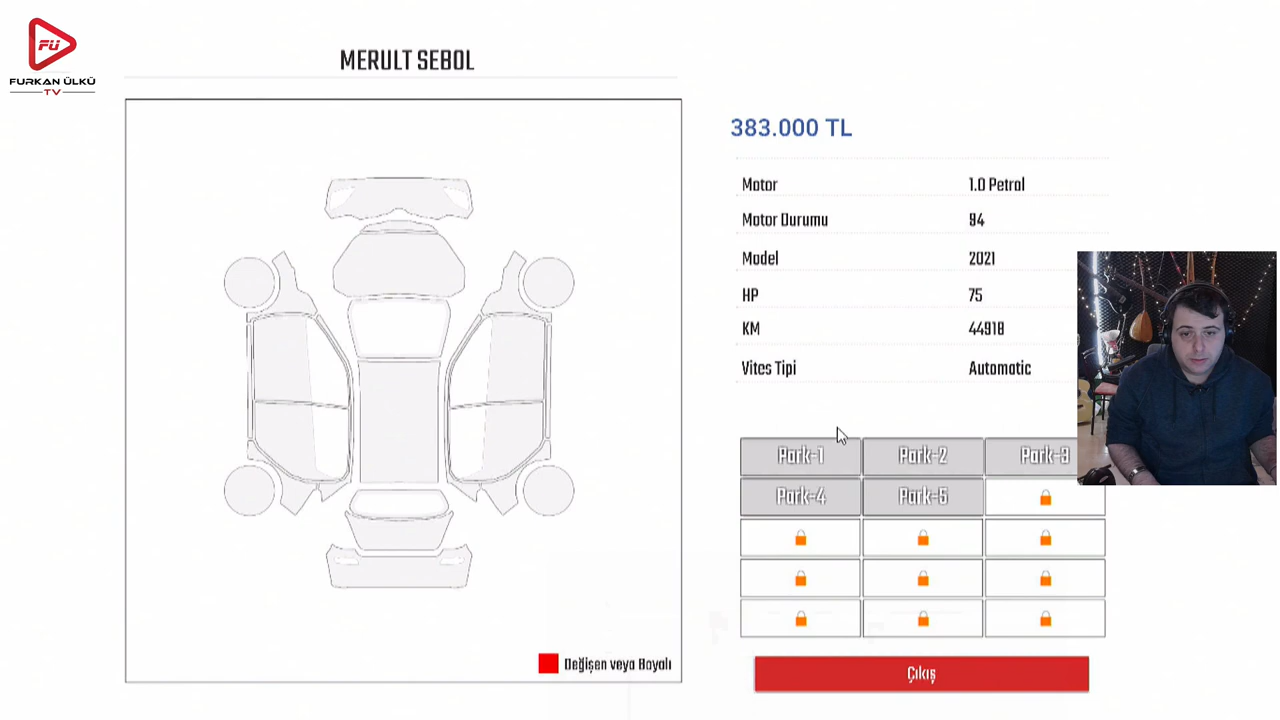 FU
FURKAN ÜLKÜ
TV
MERULT SEBOL
383.000 TL
Motor 1.0 Petrol
Motor Durumu 94
Model 2021
HP 75
KM 44918
Vites Tipi Automatic
Park-1 Park-2 Park-3
Park-4 Park-5
Değişen veya Boyalı
Çıkış